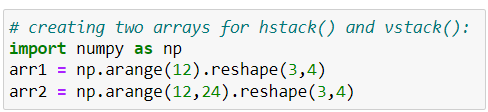 # creating two arrays for hstack() and vstack():
import numpy as np
arr1 = np.arange(12).reshape(3,4)
arr2 = np.arange(12,24).reshape(3,4)